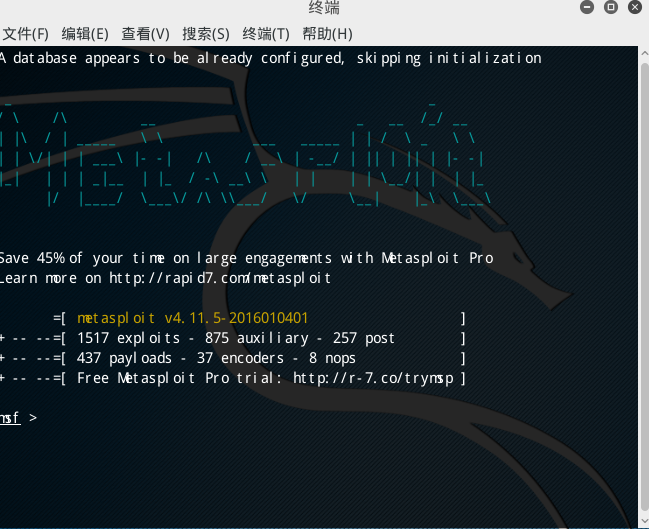 终端
文件(F) 编辑(E) 查看(V) 搜索(S) 终端(T) 帮助(H)
A database appears to be already configured, skipping initialization
Save 45% of your time on large engagements with Metasploit Pro
Learn more on http://rapid7.com/metasploit
=[ metasploit v4.11.5-2016010401 ]
+ -- --=[ 1517 exploits - 875 auxiliary - 257 post ]
+ -- --=[ 437 payloads - 37 encoders - 8 nops ]
+ -- --=[ Free Metasploit Pro trial: http://r-7.co/trymsp ]
msf >